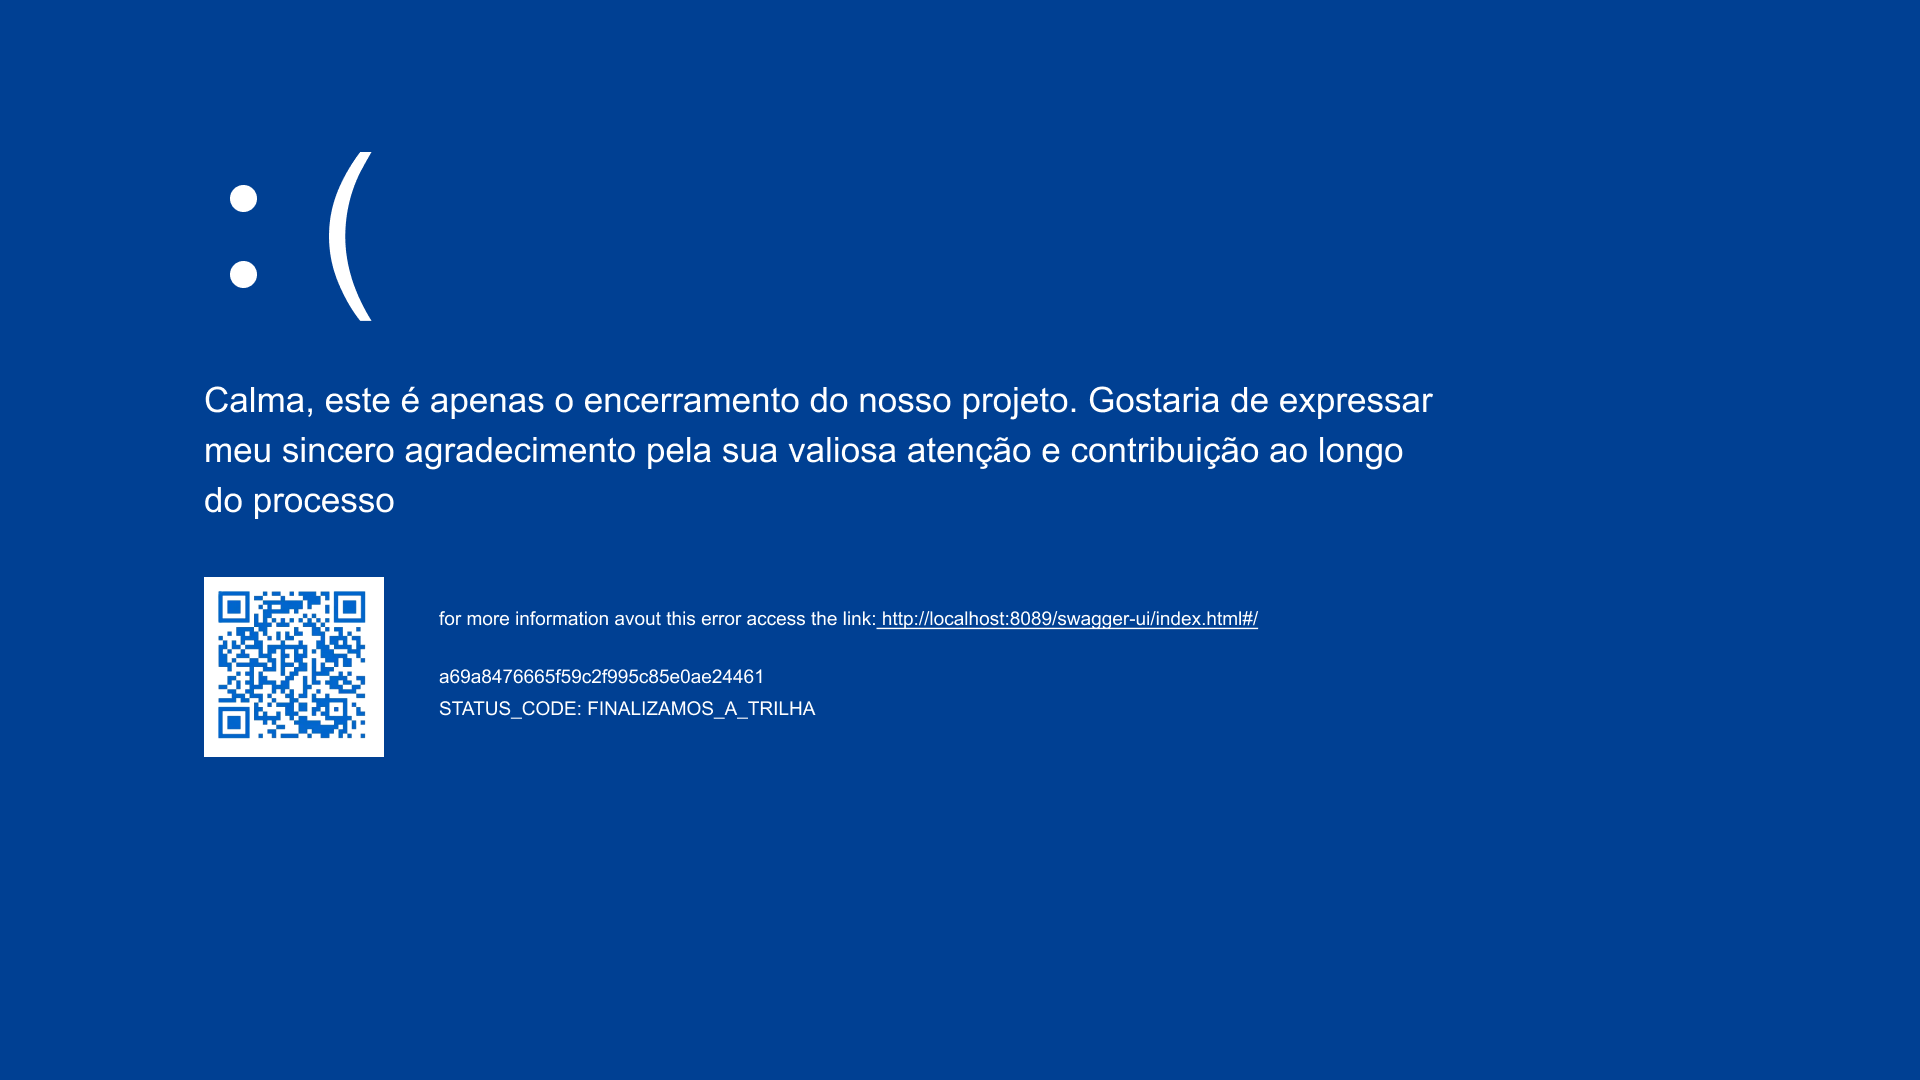 :(
Calma, este é apenas o encerramento do nosso projeto. Gostaria de expressar
meu sincero agradecimento pela sua valiosa atenção e contribuição ao longo
do processo
for more information avout this error access the link: http://localhost:8089/swagger-ui/index.html#/
a69a8476665f59c2f995c85e0ae24461
STATUS_CODE: FINALIZAMOS_A_TRILHA